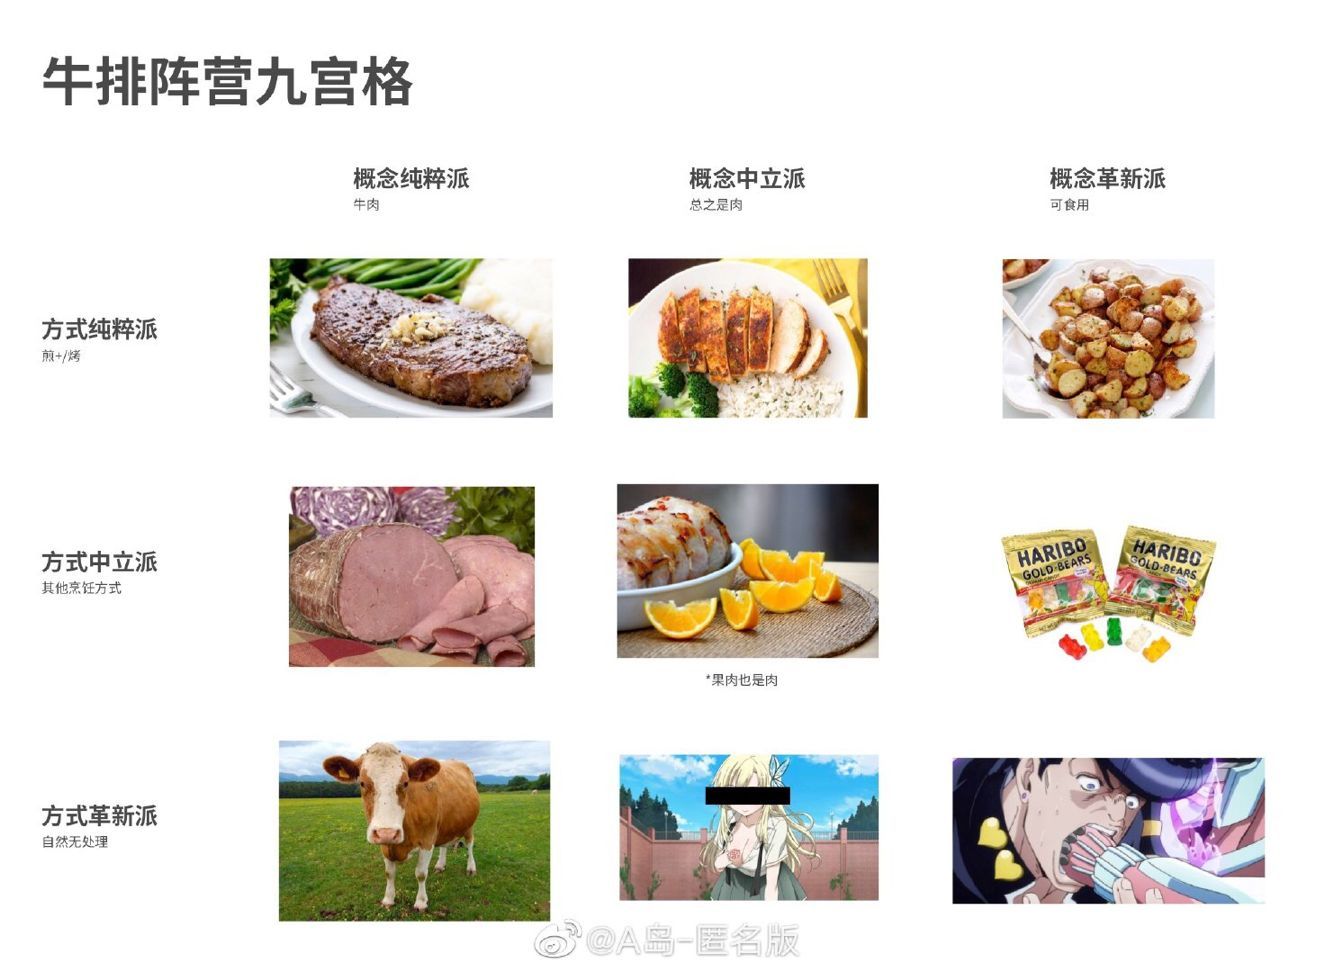 牛排阵营九宫格
概念纯粹派
牛肉
概念中立派
总之是肉
概念革新派
可食用
方式纯粹派
煎+/烤
方式中立派
其他烹饪方式
HARIBO
GOLD-BEARS
HARIBO
GOLD-BEARS
*果肉也是肉
方式革新派
自然无处理
@A岛-匿名版